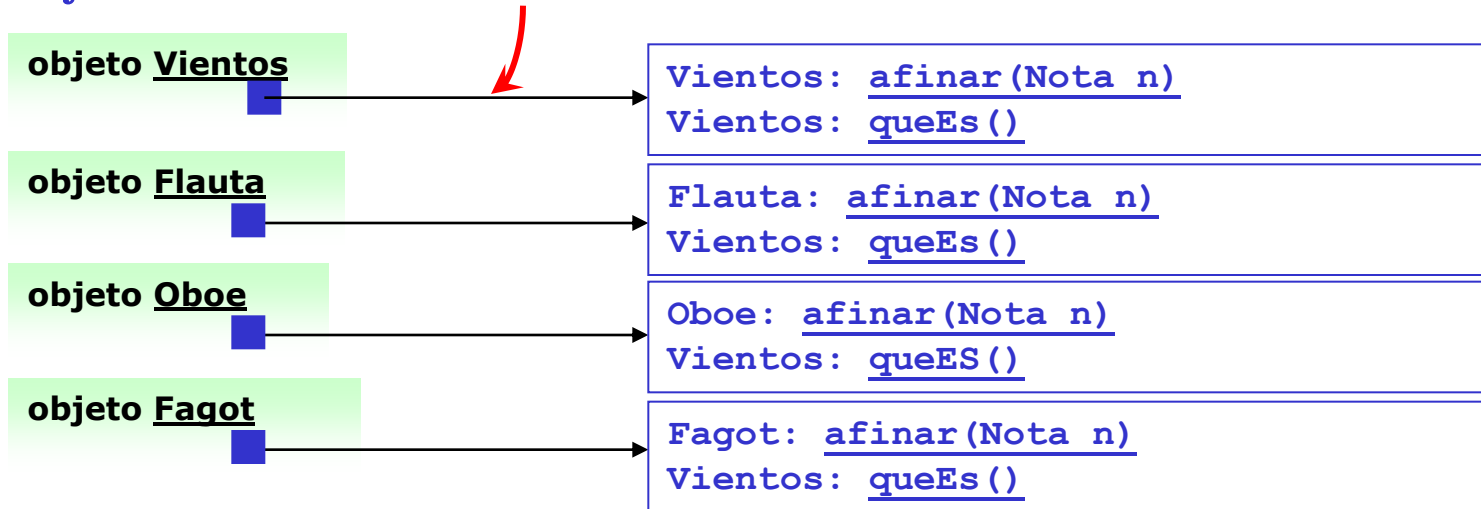 objeto Vientos
Vientos: afinar(Nota n)
Vientos: queEs()
objeto Flauta
Flauta: afinar(Nota n)
Vientos: queEs()
objeto Oboe
Oboe: afinar(Nota n)
Vientos: queES()
objeto Fagot
Fagot: afinar(Nota n)
Vientos: queEs()